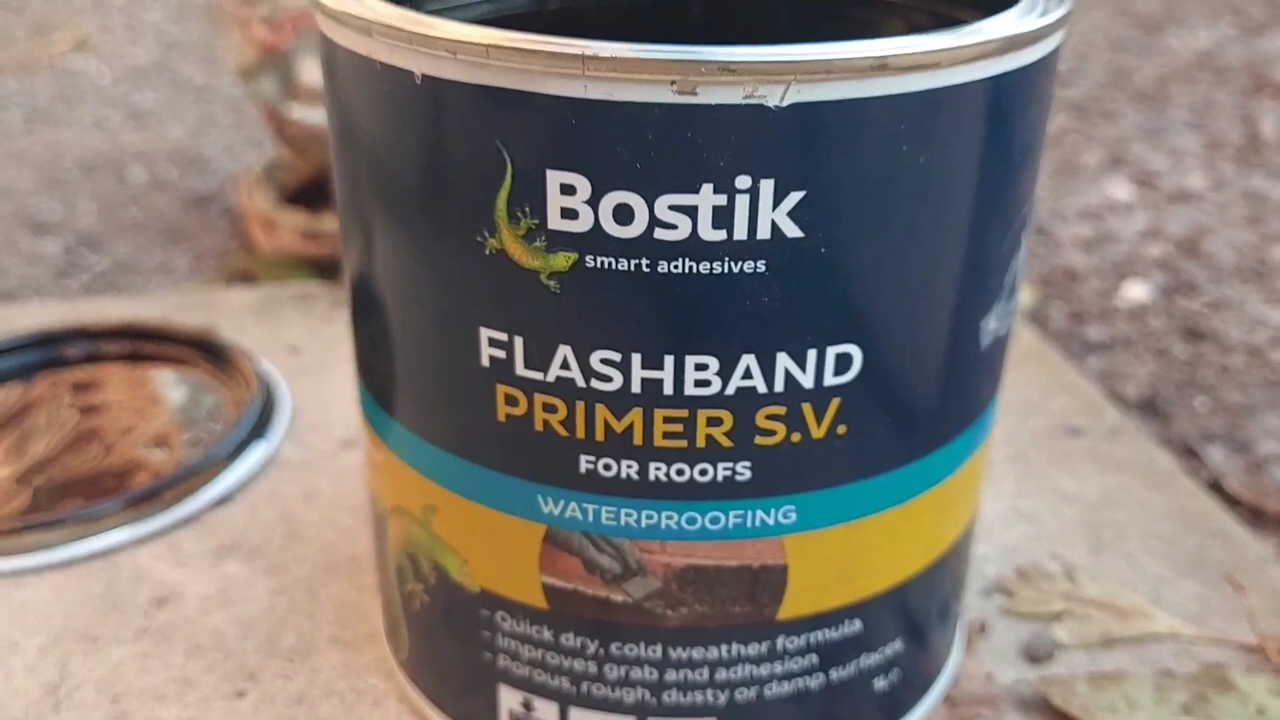 Bostik
smart adhesives
FLASHBAND
PRIMER S.V.
FOR ROOFS
WATERPROOFING
- Quick dry, cold weather formula
- Improves grab and adhesion
- Porous, rough, dusty or damp surfaces